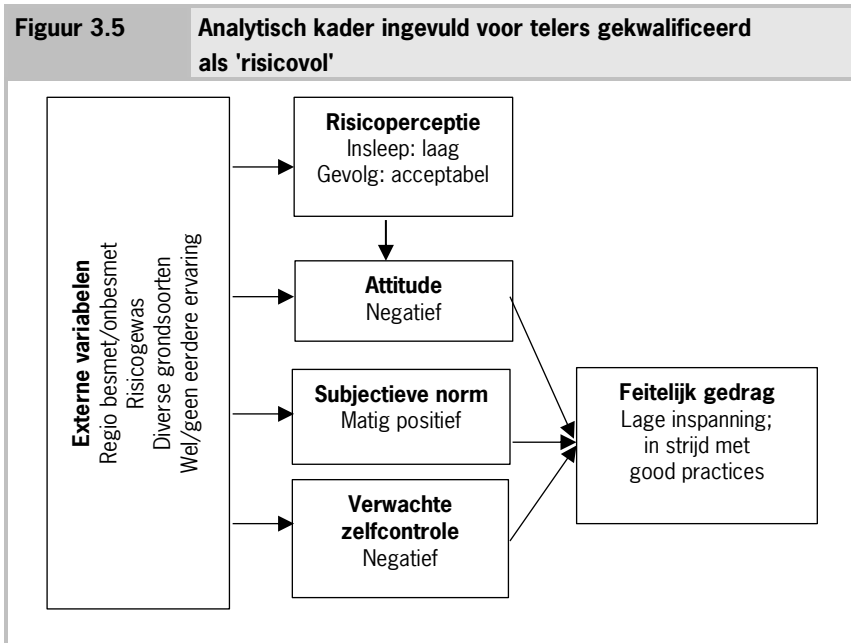 Figuur 3.5
Analytisch kader ingevuld voor telers gekwalificeerd
als 'risicovol'
Externe variabelen
Regio besmet/onbesmet
Risicogewas
Diverse grondsoorten
Wel/geen eerdere ervaring
Risicoperceptie
Insleep: laag
Gevolg: acceptabel
Attitude
Negatief
Subjectieve norm
Matig positief
Verwachte
zelfcontrole
Negatief
Feitelijk gedrag
Lage inspanning;
in strijd met
good practices